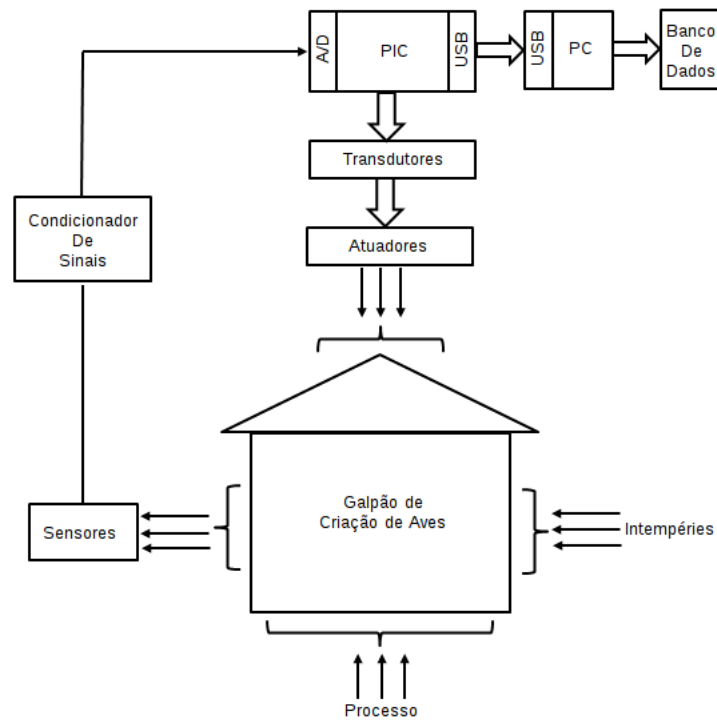 A/D
PIC
USB
USB
PC
Banco
De
Dados
Transdutores
Condicionador
De
Sinais
Atuadores
Galpão de
Criação de Aves
Sensores
Intempéries
Processo